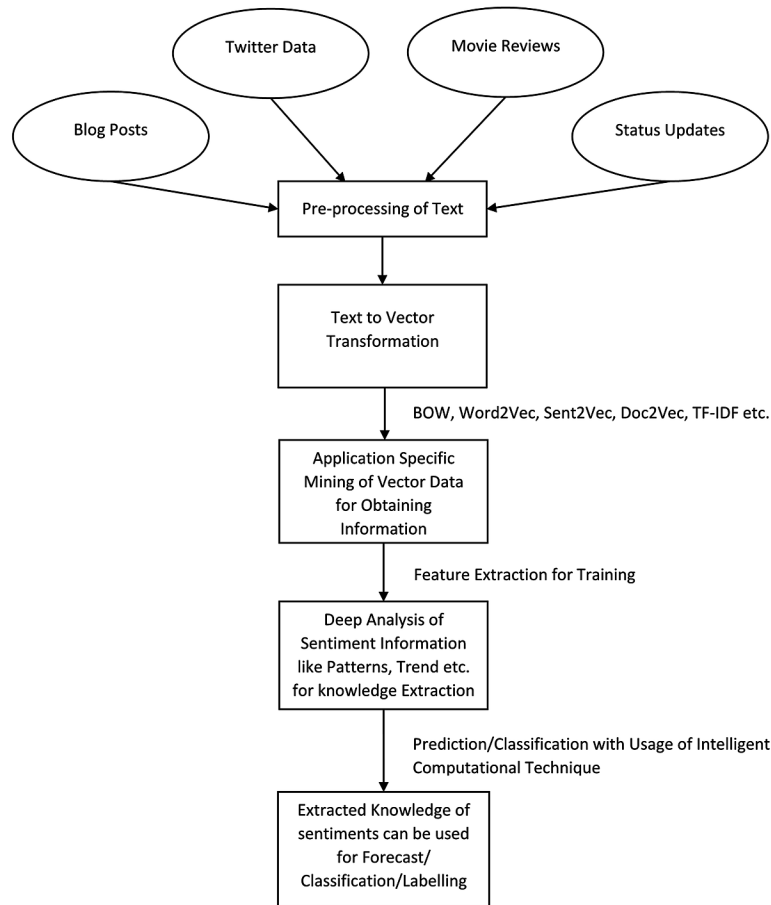 Twitter Data
Movie Reviews
Blog Posts
Status Updates
Pre-processing of Text
Text to Vector
Transformation
BOW, Word2Vec, Sent2Vec, Doc2Vec, TF-IDF etc.
Application Specific
Mining of Vector Data
for Obtaining
Information
Feature Extraction for Training
Deep Analysis of
Sentiment Information
like Patterns, Trend etc.
for knowledge Extraction
Prediction/Classification with Usage of Intelligent
Computational Technique
Extracted Knowledge of
sentiments can be used
for Forecast/
Classification/Labelling